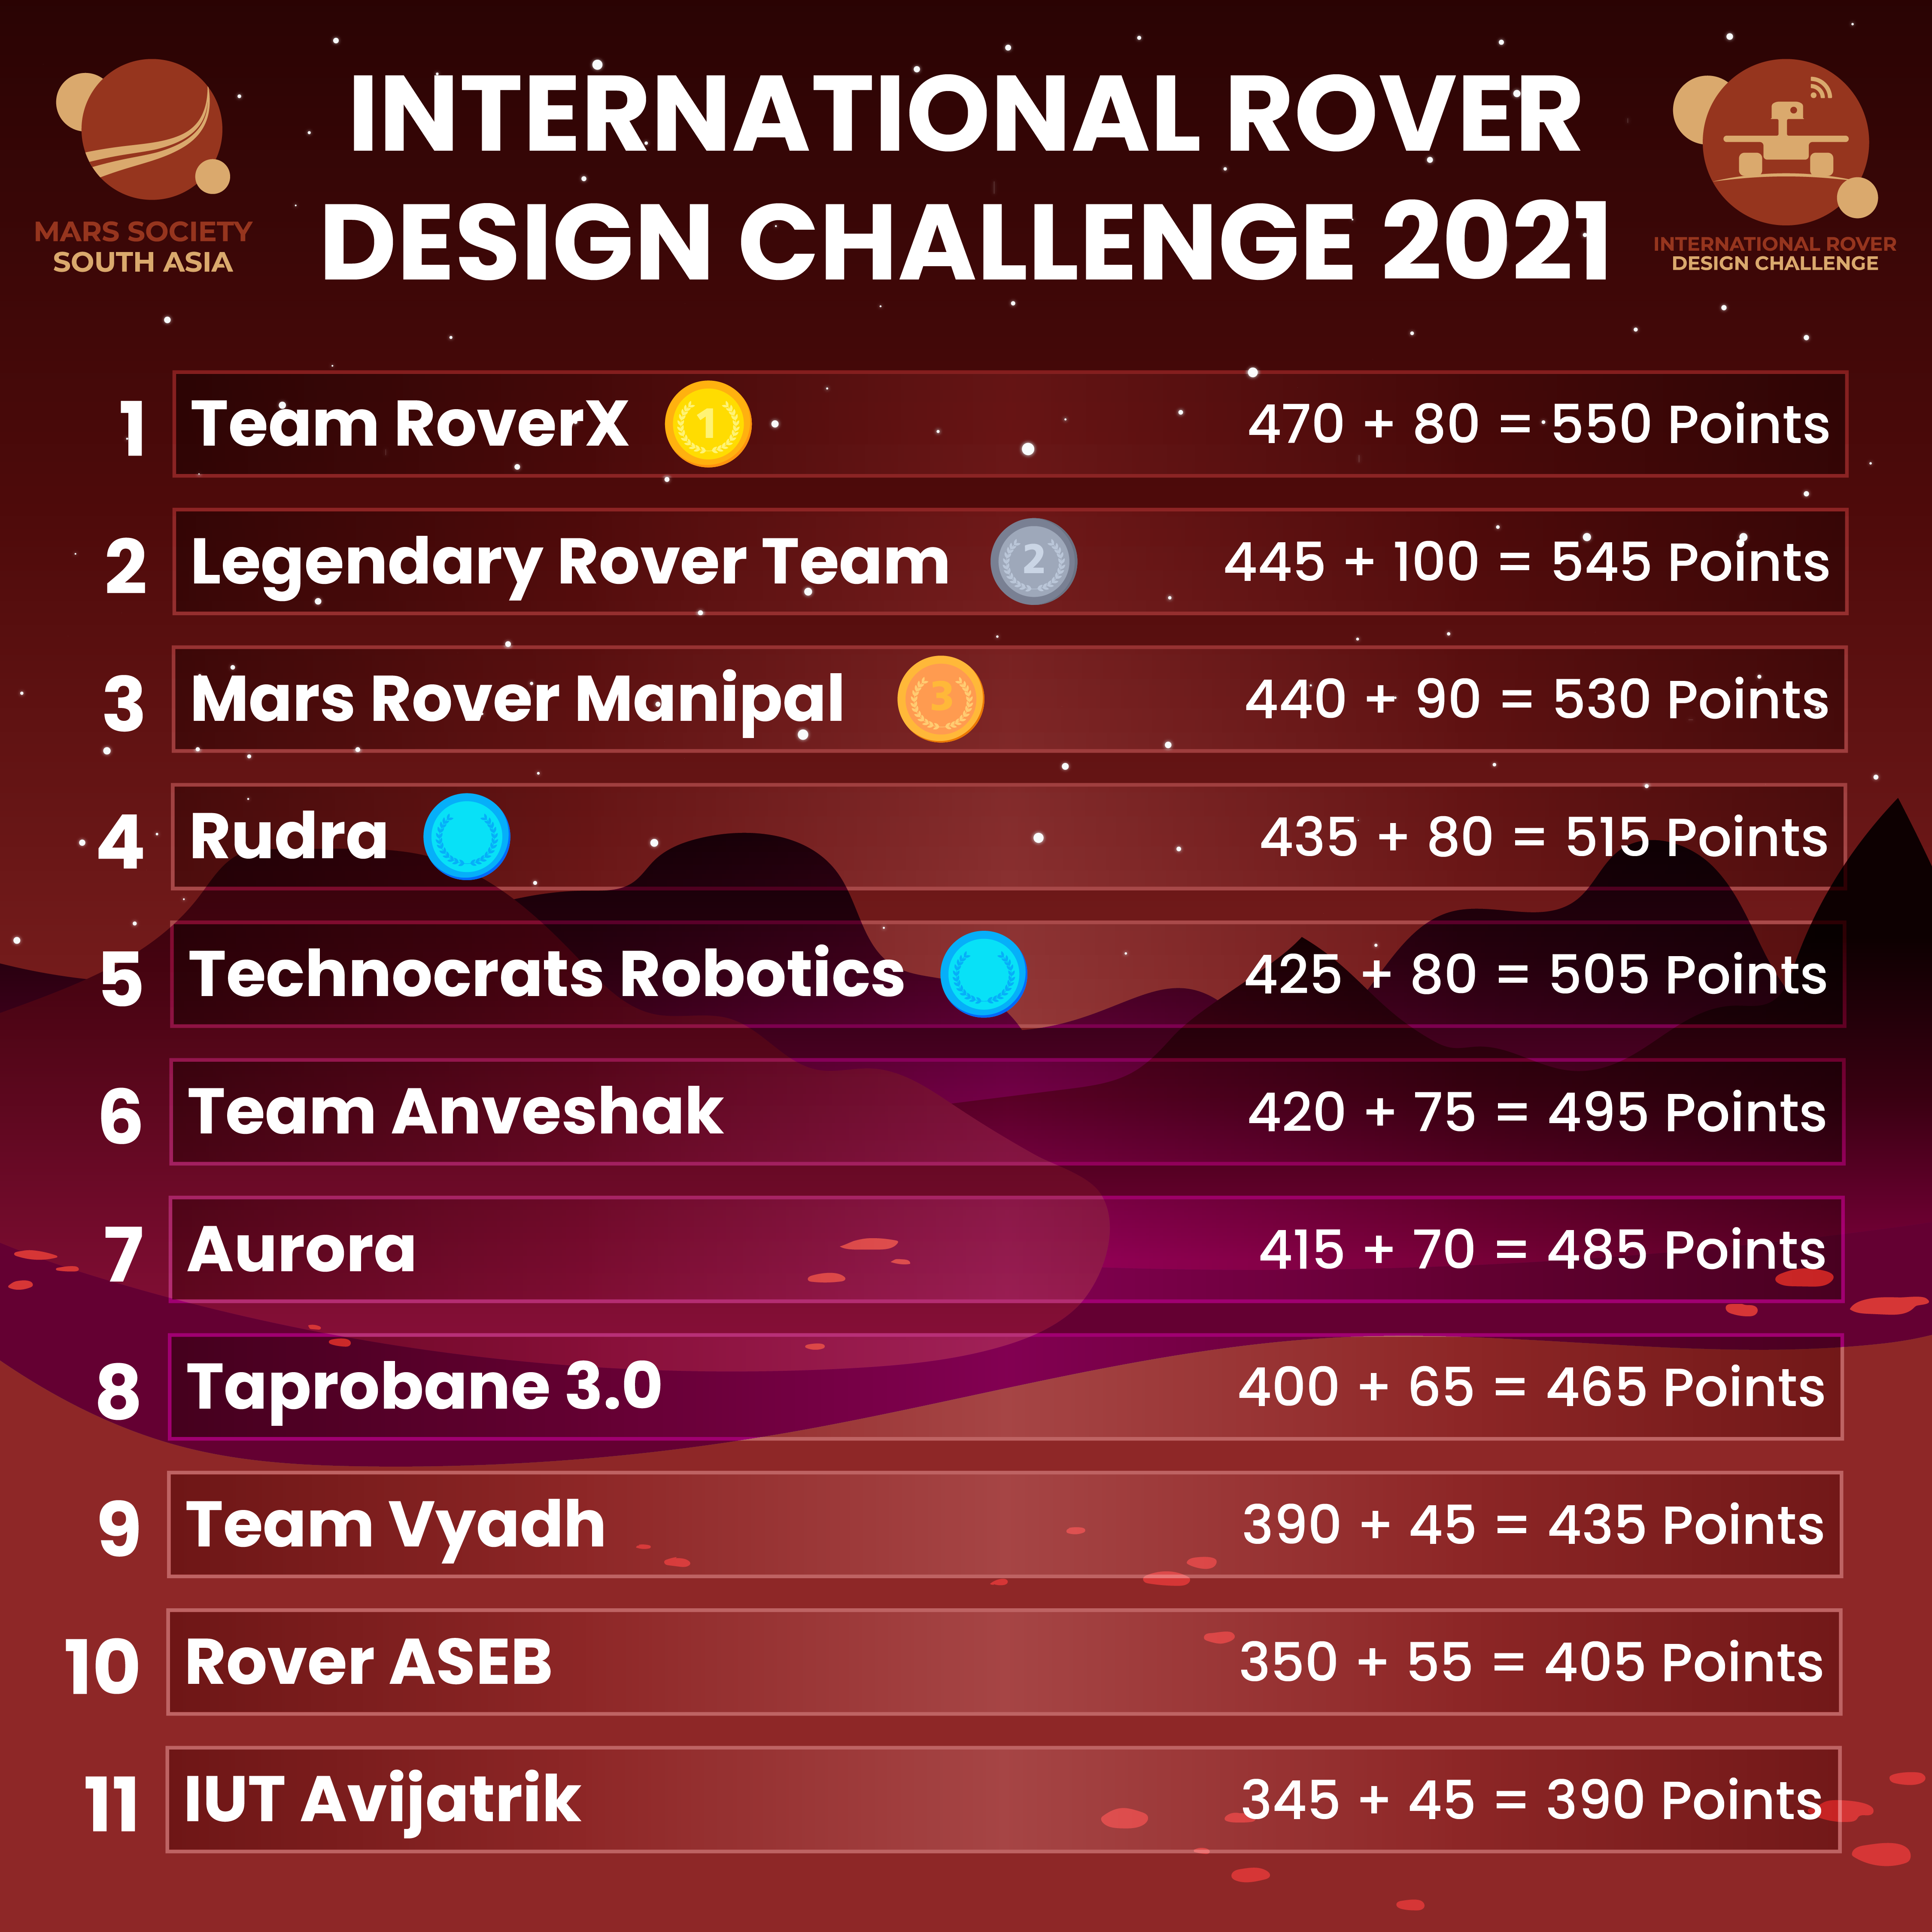 INTERNATIONAL ROVER
DESIGN CHALLENGE 2021
MARS SOCIETY
SOUTH ASIA
INTERNATIONAL ROVER
DESIGN CHALLENGE
1 Team RoverX 1 470 + 80 = 550 Points
2 Legendary Rover Team 2 445 + 100 = 545 Points
3 Mars Rover Manipal 3 440 + 90 = 530 Points
4 Rudra 435 + 80 = 515 Points
5 Technocrats Robotics 425 + 80 = 505 Points
6 Team Anveshak 420 + 75 = 495 Points
7 Aurora 415 + 70 = 485 Points
8 Taprobane 3.0 400 + 65 = 465 Points
9 Team Vyadh 390 + 45 = 435 Points
10 Rover ASEB 350 + 55 = 405 Points
11 IUT Avijatrik 345 + 45 = 390 Points